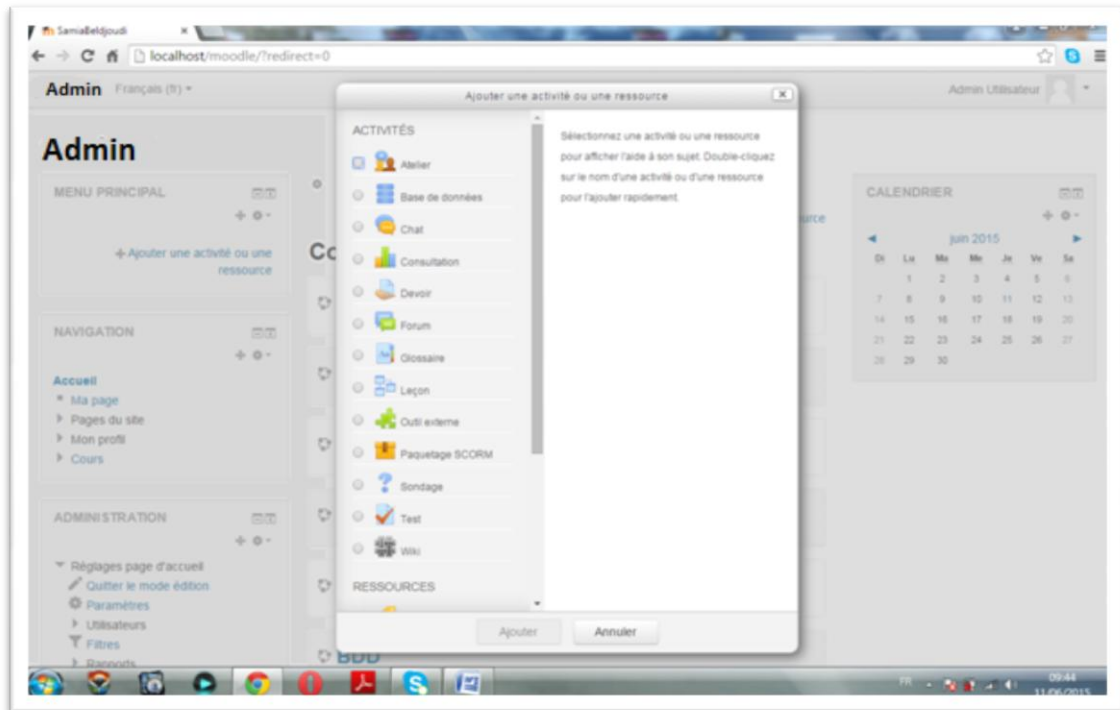 SamiaBeldjoudi
localhost/moodle/?redirect=0
Admin Français (fr)
Admin Utilisateur
Admin
MENU PRINCIPAL
Ajouter une activité ou une
ressource
NAVIGATION
Accueil
Ma page
Pages du site
Mon profil
Cours
ADMINISTRATION
Réglages page d'accueil
Quitter le mode édition
Paramètres
Utilisateurs
Filtres
Rapports
Co
BDD
Ajouter une activité ou une ressource
ACTIVITÉS
Atelier
Base de données
Chat
Consultation
Devoir
Forum
Glossaire
Leçon
Outil externe
Paquetage SCORM
Sondage
Test
Wiki
RESSOURCES
Sélectionnez une activité ou une ressource
pour afficher l'aide à son sujet. Double-cliquez
sur le nom d'une activité ou d'une ressource
pour l'ajouter rapidement.
Ajouter Annuler
urce
CALENDRIER
juin 2015
Di Lu Ma Me Je Ve Sa
1 2 3 4 5 6
7 8 9 10 11 12 13
14 15 16 17 18 19 20
21 22 23 24 25 26 27
28 29 30
FR
09:44
11/06/2015